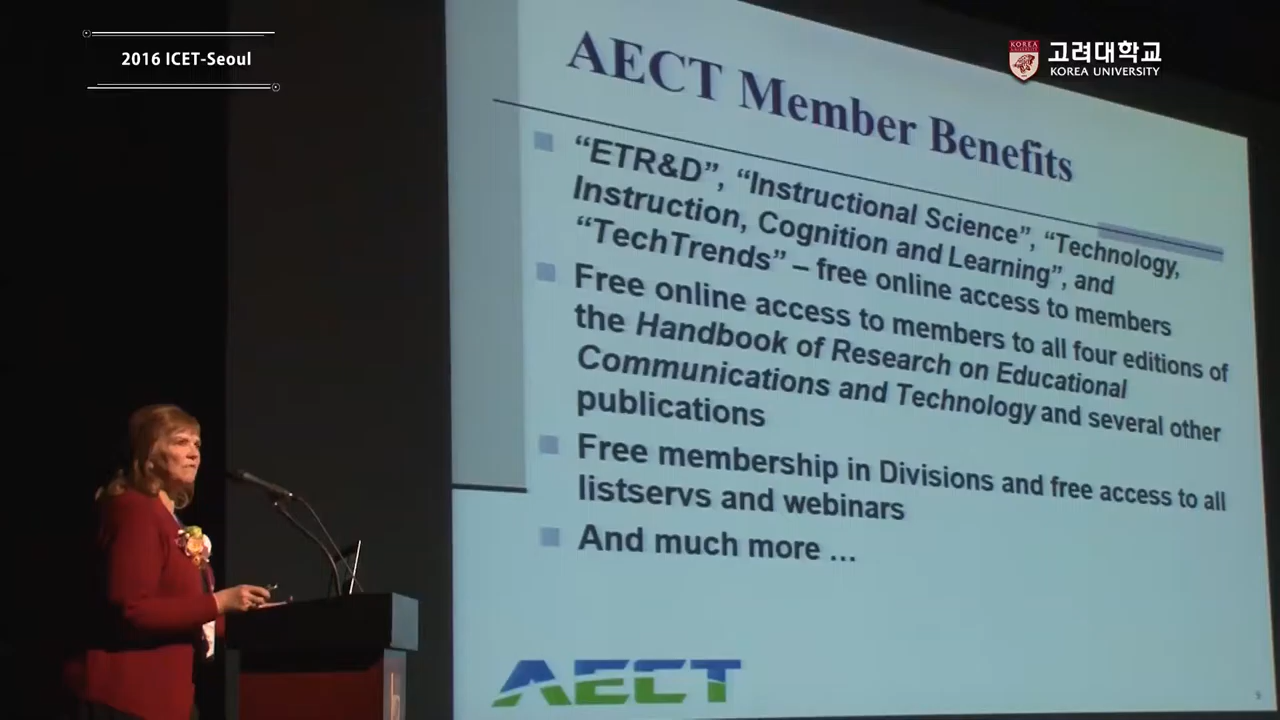 2016 ICET-Seoul
KOREA
고려대학교
KOREA UNIVERSITY
AECT Member Benefits
“ETR&D”, “Instructional Science”, “Technology,
Instruction, Cognition and Learning”, and
“TechTrends” – free online access to members
Free online access to members to all four editions of
the Handbook of Research on Educational
Communications and Technology and several other
publications
Free membership in Divisions and free access to all
listservs and webinars
And much more ...
AECT
9